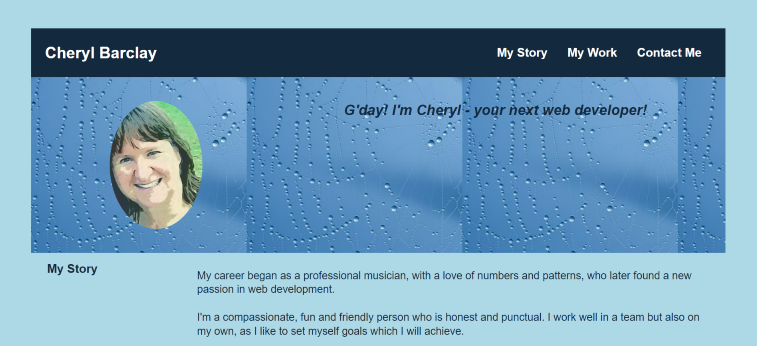 Cheryl Barclay
My Story My Work Contact Me
G'day! I'm Cheryl - your next web developer!
My Story
My career began as a professional musician, with a love of numbers and patterns, who later found a new
passion in web development.
I'm a compassionate, fun and friendly person who is honest and punctual. I work well in a team but also on
my own, as I like to set myself goals which I will achieve.